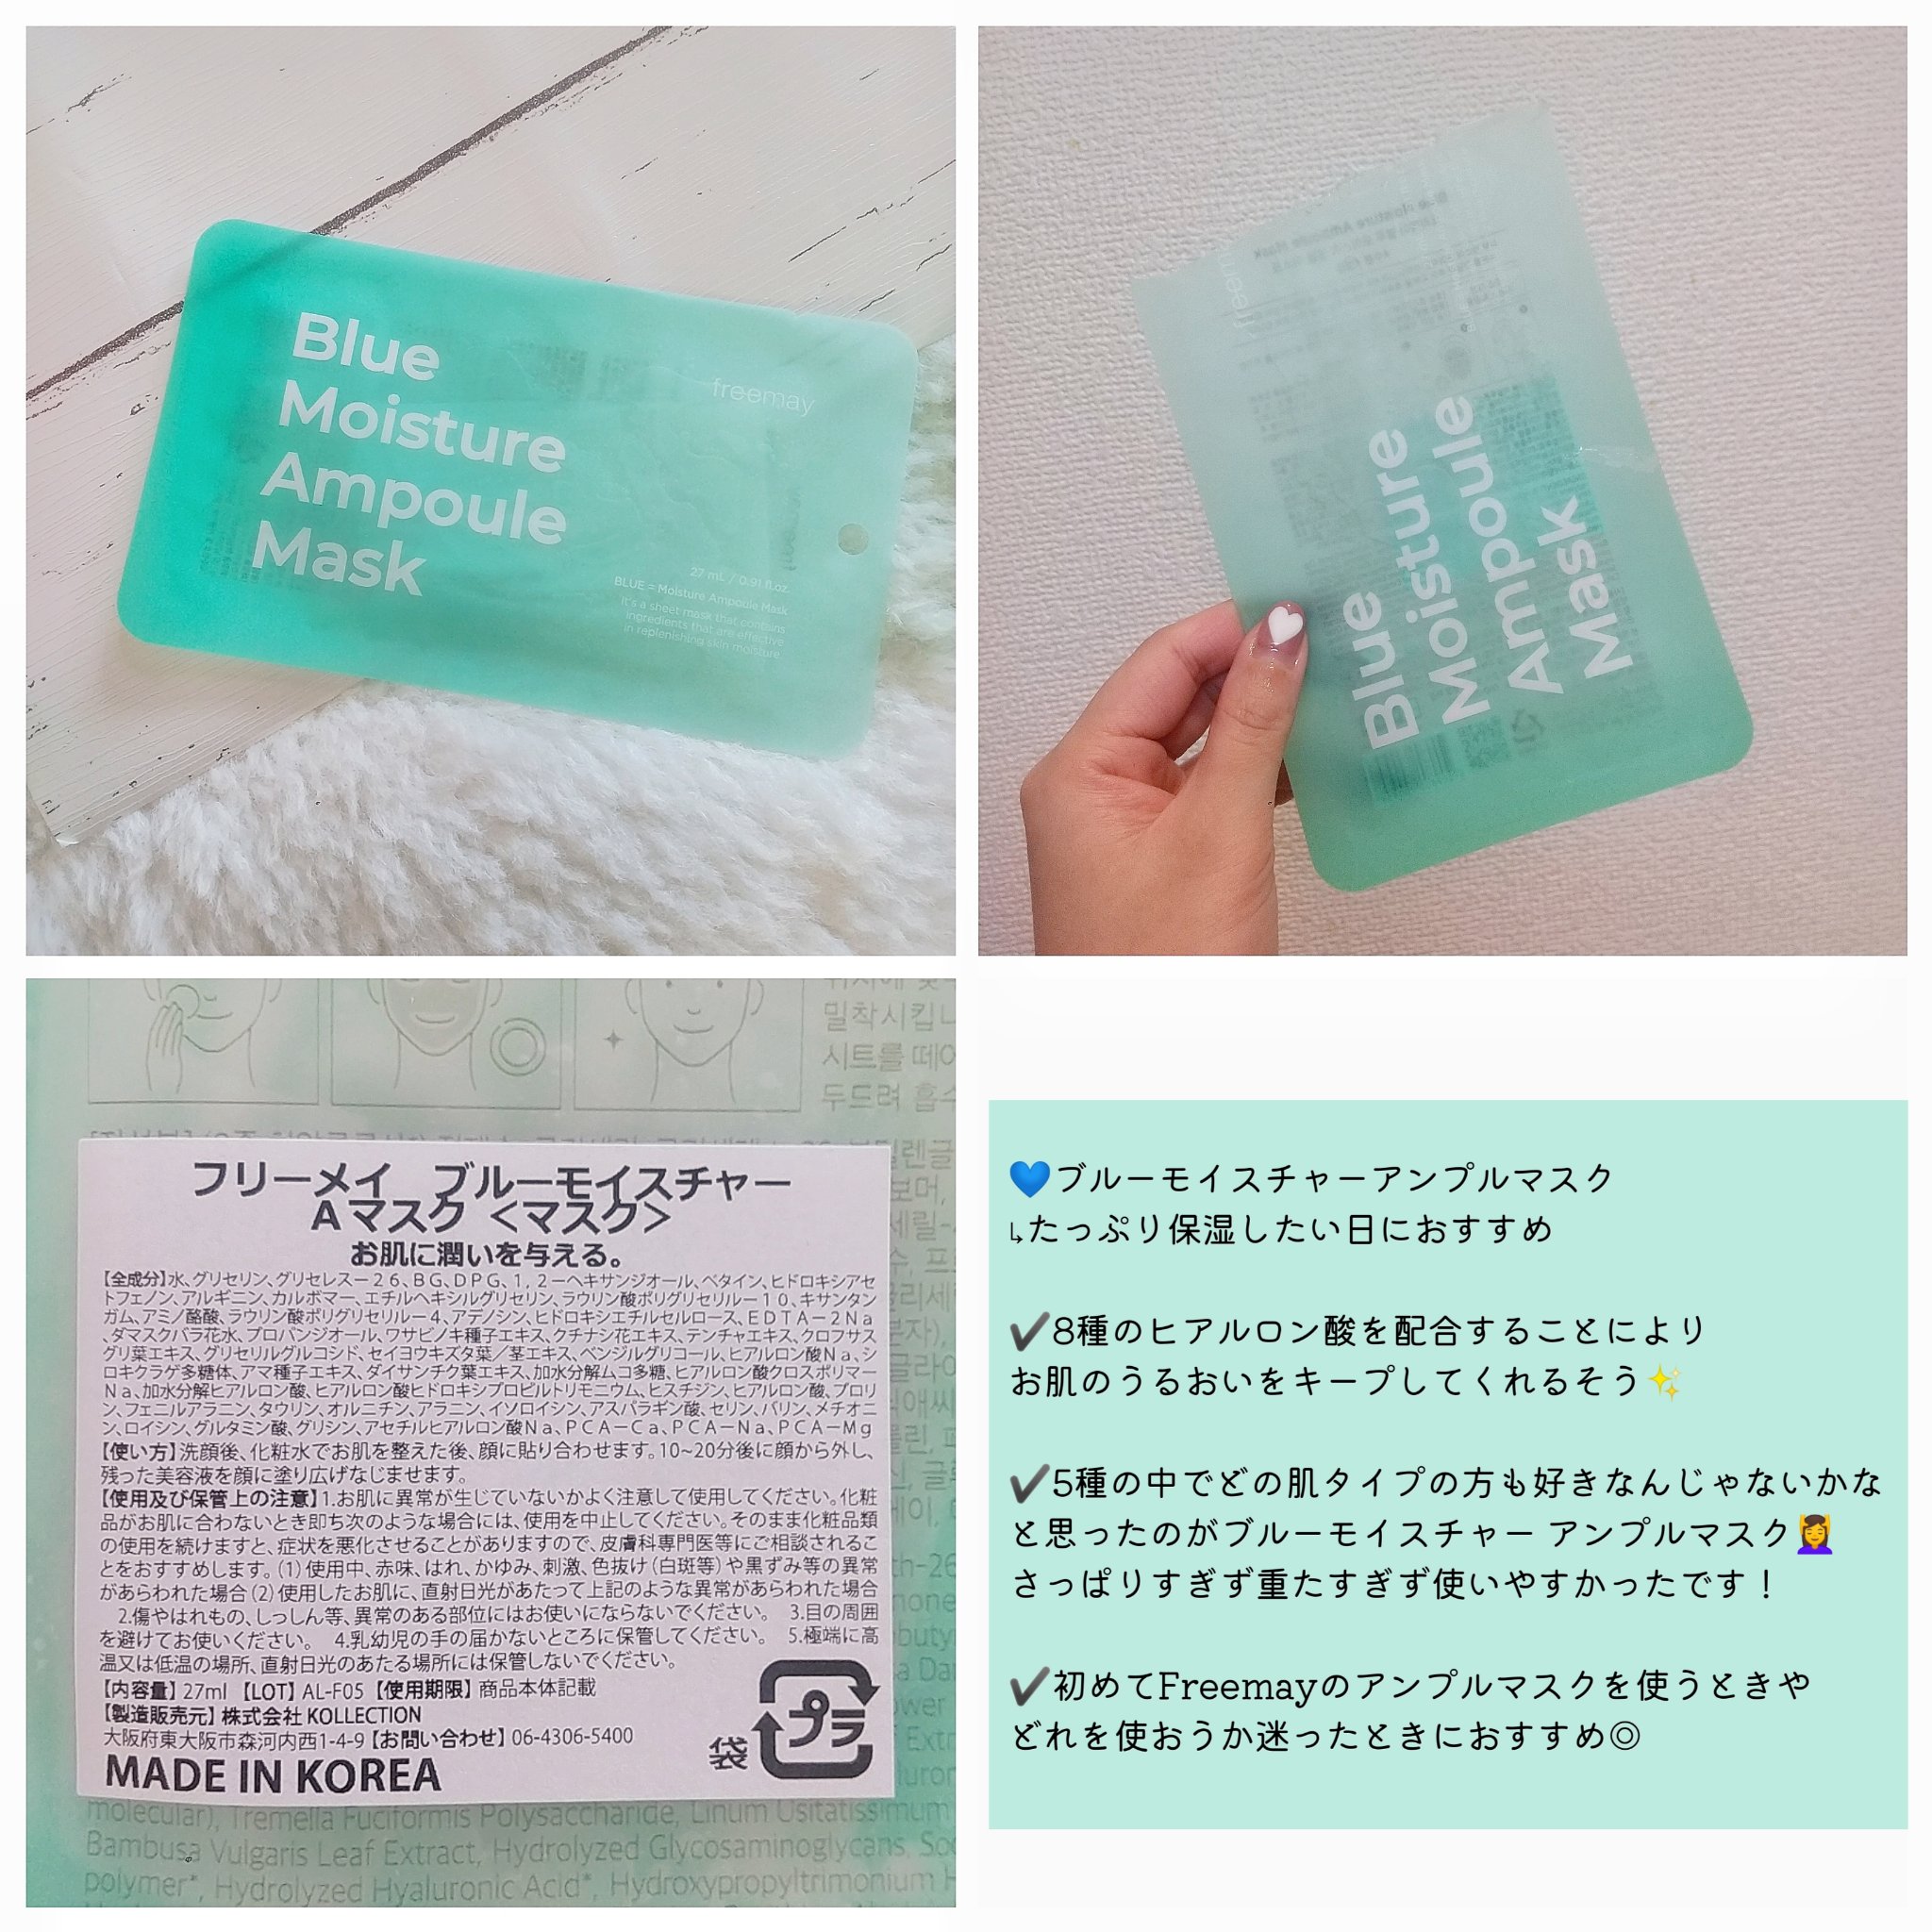 Blue
Moisture
Ampoule
Mask
freemay
27 mL / 0.91 fl.oz.
BLUE = Moisture Ampoule Mask
It's a sheet mask that contains
ingredients that are effective
in replenishing skin moisture.
Blue
Moisture
Ampoule
Mask
밀착시킵니
시트를 떼어
두드려 흡수
フリーメイ ブルーモイスチャー
Aマスク <マスク>
お肌に潤いを与える。
【全成分】水、グリセリン、グリセレス-26、BG、DPG、1,2-ヘキサンジオール、ベタイン、ヒドロキシアセ
トフェノン、アルギニン、カルボマー、エチルヘキシルグリセリン、ラウリン酸ポリグリセリル-10、キサンタン
ガム、アミノ酪酸、ラウリン酸ポリグリセリル-4、アデノシン、ヒドロキシエチルセルロース、EDTA-2Na
、ダマスクバラ花水、プロパンジオール、ワサビノキ種子エキス、クチナシ花エキス、テンチャエキス、クロフサス
グリ葉エキス、グリセリルグルコシド、セイヨウキズタ葉/茎エキス、ペンジルグリコール、ヒアルロン酸Na、シ
ロキクラゲ多糖体、アマ種子エキス、ダイサンチク葉エキス、加水分解ムコ多糖、ヒアルロン酸クロスポリマー
Na、加水分解ヒアルロン酸、ヒアルロン酸ヒドロキシプロピルトリモニウム、ヒスチジン、ヒアルロン酸、プロリ
ン、フェニルアラニン、タウリン、オルニチン、アラニン、イソロイシン、アスパラギン酸、セリン、バリン、メチオニ
ン、ロイシン、グルタミン酸、グリシン、アセチルヒアルロン酸Na、PCA-Ca、PCA-Na、PCA-Mg
【使い方】洗顔後、化粧水でお肌を整えた後、顔に貼り合わせます。10~20分後に顔から外し、
残った美容液を顔に塗り広げなじませます。
【使用及び保管上の注意】1.お肌に異常が生じていないかよく注意して使用してください。化粧
品がお肌に合わないとき即ち次のような場合には、使用を中止してください。そのまま化粧品類
の使用を続けますと、症状を悪化させることがありますので、皮膚科専門医等にご相談されるこ
とをおすすめします。(1)使用中、赤味、はれ、かゆみ、刺激、色抜け(白斑等)や黒ずみ等の異常
があらわれた場合(2)使用したお肌に、直射日光があたって上記のような異常があらわれた場合
2.傷やはれもの、しっしん等、異常のある部位にはお使いにならないでください。 3.目の周囲
を避けてお使いください。 4.乳幼児の手の届かないところに保管してください。 5.極端に高
温又は低温の場所、直射日光のあたる場所には保管しないでください。
【内容量】27ml 【LOT】AL-F05 【使用期限】商品本体記載
【製造販売元】株式会社 KOLLECTION
大阪府東大阪市森河内西1-4-9【お問い合わせ】06-4306-5400
MADE IN KOREA
袋 プラ
molecular), Tremella Fuciformis Polysaccharide, Linum Usitatissimum
Bambusa Vulgaris Leaf Extract, Hydrolyzed Glycosaminoglycans, Soc
polymer*, Hydrolyzed Hyaluronic Acid*, Hydroxypropyltrimonium H
💙ブルーモイスチャーアンプルマスク
↳たっぷり保湿したい日におすすめ
✔8種のヒアルロン酸を配合することにより
お肌のうるおいをキープしてくれるそう✨
✔5種の中でどの肌タイプの方も好きなんじゃないかな
と思ったのがブルーモイスチャー アンプルマスク💆‍♀️
さっぱりすぎず重たすぎず使いやすかったです！
✔初めてFreemayのアンプルマスクを使うときや
どれを使おうか迷ったときにおすすめ◎